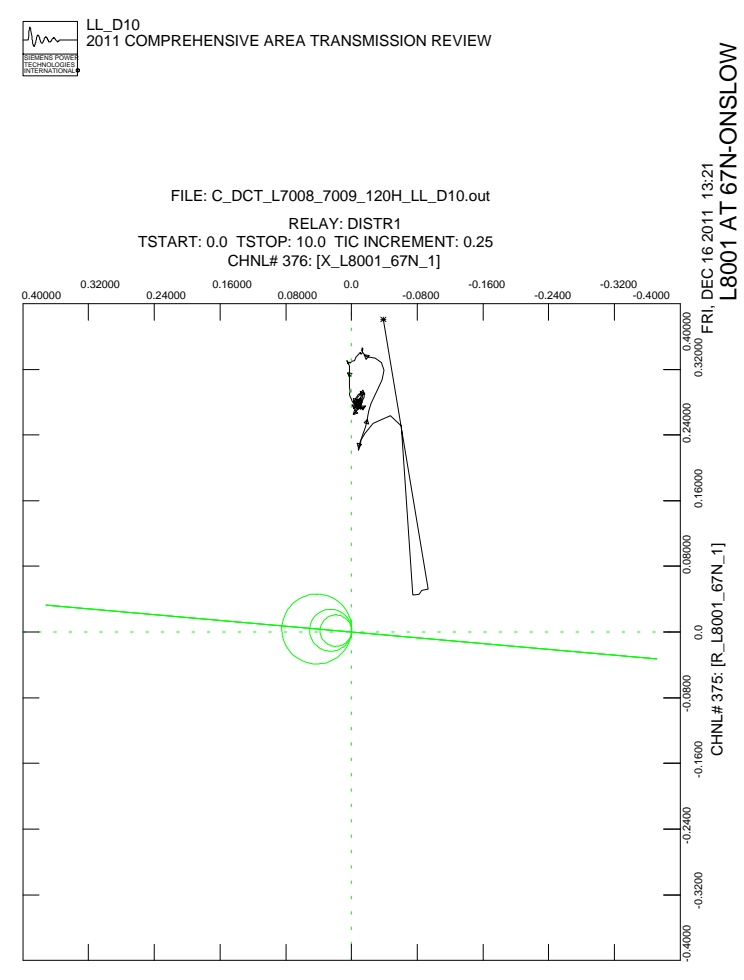 LL_D10
2011 COMPREHENSIVE AREA TRANSMISSION REVIEW
SIEMENS POWER
TECHNOLOGIES
INTERNATIONAL
FILE: C_DCT_L7008_7009_120H_LL_D10.out
RELAY: DISTR1
TSTART: 0.0 TSTOP: 10.0 TIC INCREMENT: 0.25
CHNL# 376: [X_L8001_67N_1]
0.40000 0.32000 0.24000 0.16000 0.08000 0.0 -0.0800 -0.1600 -0.2400 -0.3200 -0.4000
FRI, DEC 16 2011 13:21
L8001 AT 67N-ONSLOW
CHNL# 375: [R_L8001_67N_1]
-0.4000 -0.3200 -0.2400 -0.1600 -0.0800 0.0 0.08000 0.16000 0.24000 0.32000 0.40000